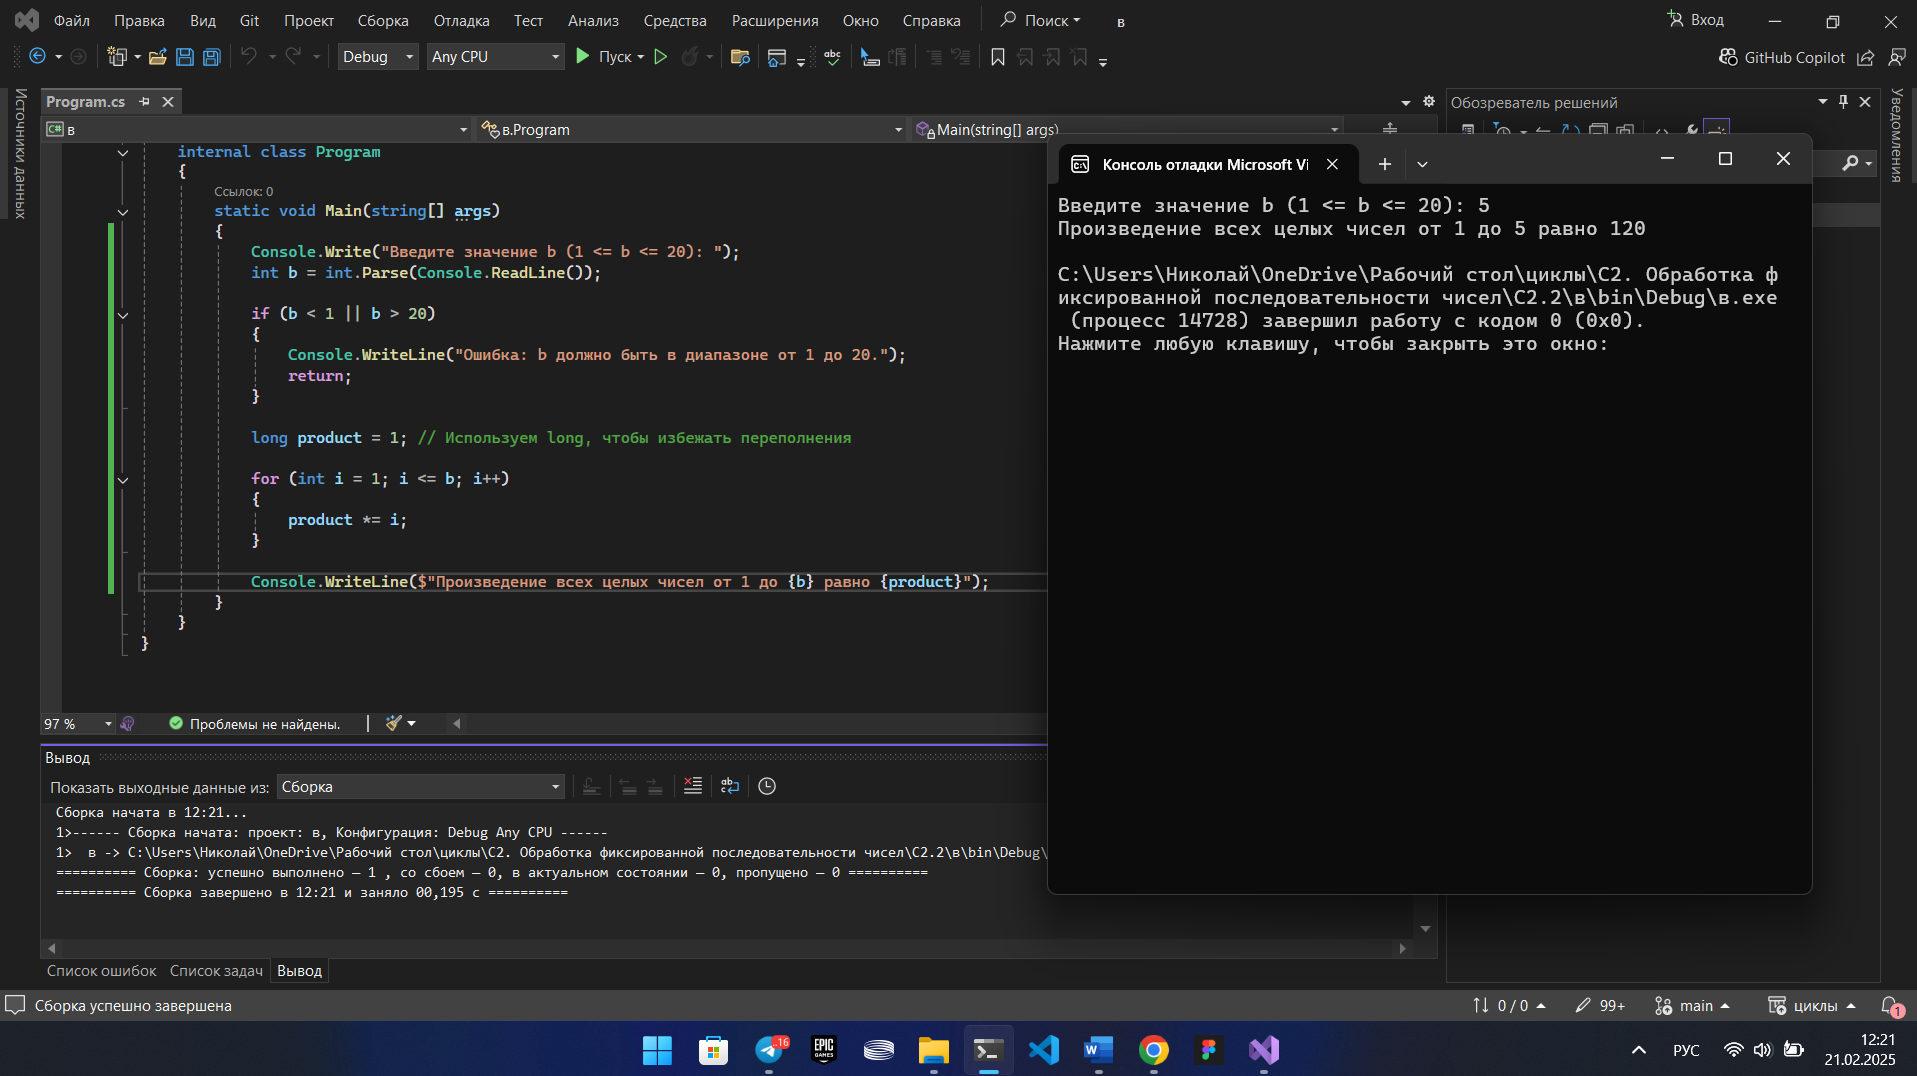 Файл Правка Вид Git Проект Сборка Отладка Тест Анализ Средства Расширения Окно Справка Поиск в Вход
Debug Any CPU Пуск abc GitHub Copilot
Источники данных
Program.cs
C# в в.Program Main(string[] args)
internal class Program
{
Ссылок: 0
static void Main(string[] args)
{
Console.Write("Введите значение b (1 <= b <= 20): ");
int b = int.Parse(Console.ReadLine());
if (b < 1 || b > 20)
{
Console.WriteLine("Ошибка: b должно быть в диапазоне от 1 до 20.");
return;
}
long product = 1; // Используем long, чтобы избежать переполнения
for (int i = 1; i <= b; i++)
{
product *= i;
}
Console.WriteLine($"Произведение всех целых чисел от 1 до {b} равно {product}");
}
}
}
97 % Проблемы не найдены.
Обозреватель решений
Уведомления
Консоль отладки Microsoft Vi
Введите значение b (1 <= b <= 20): 5
Произведение всех целых чисел от 1 до 5 равно 120
C:\Users\Николай\OneDrive\Рабочий стол\циклы\C2. Обработка ф
иксированной последовательности чисел\C2.2\в\bin\Debug\в.exe
(процесс 14728) завершил работу с кодом 0 (0x0).
Нажмите любую клавишу, чтобы закрыть это окно:
Вывод
Показать выходные данные из: Сборка
Сборка начата в 12:21...
1>------ Сборка начата: проект: в, Конфигурация: Debug Any CPU ------
1>  в -> C:\Users\Николай\OneDrive\Рабочий стол\циклы\C2. Обработка фиксированной последовательности чисел\C2.2\в\bin\Debug\
========== Сборка: успешно выполнено — 1 , со сбоем — 0, в актуальном состоянии — 0, пропущено — 0 ==========
========== Сборка завершено в 12:21 и заняло 00,195 с ==========
Список ошибок Список задач Вывод
Сборка успешно завершена 0 / 0 99+ main циклы 1
..16 EPIC GAMES W РУС 12:21
21.02.2025